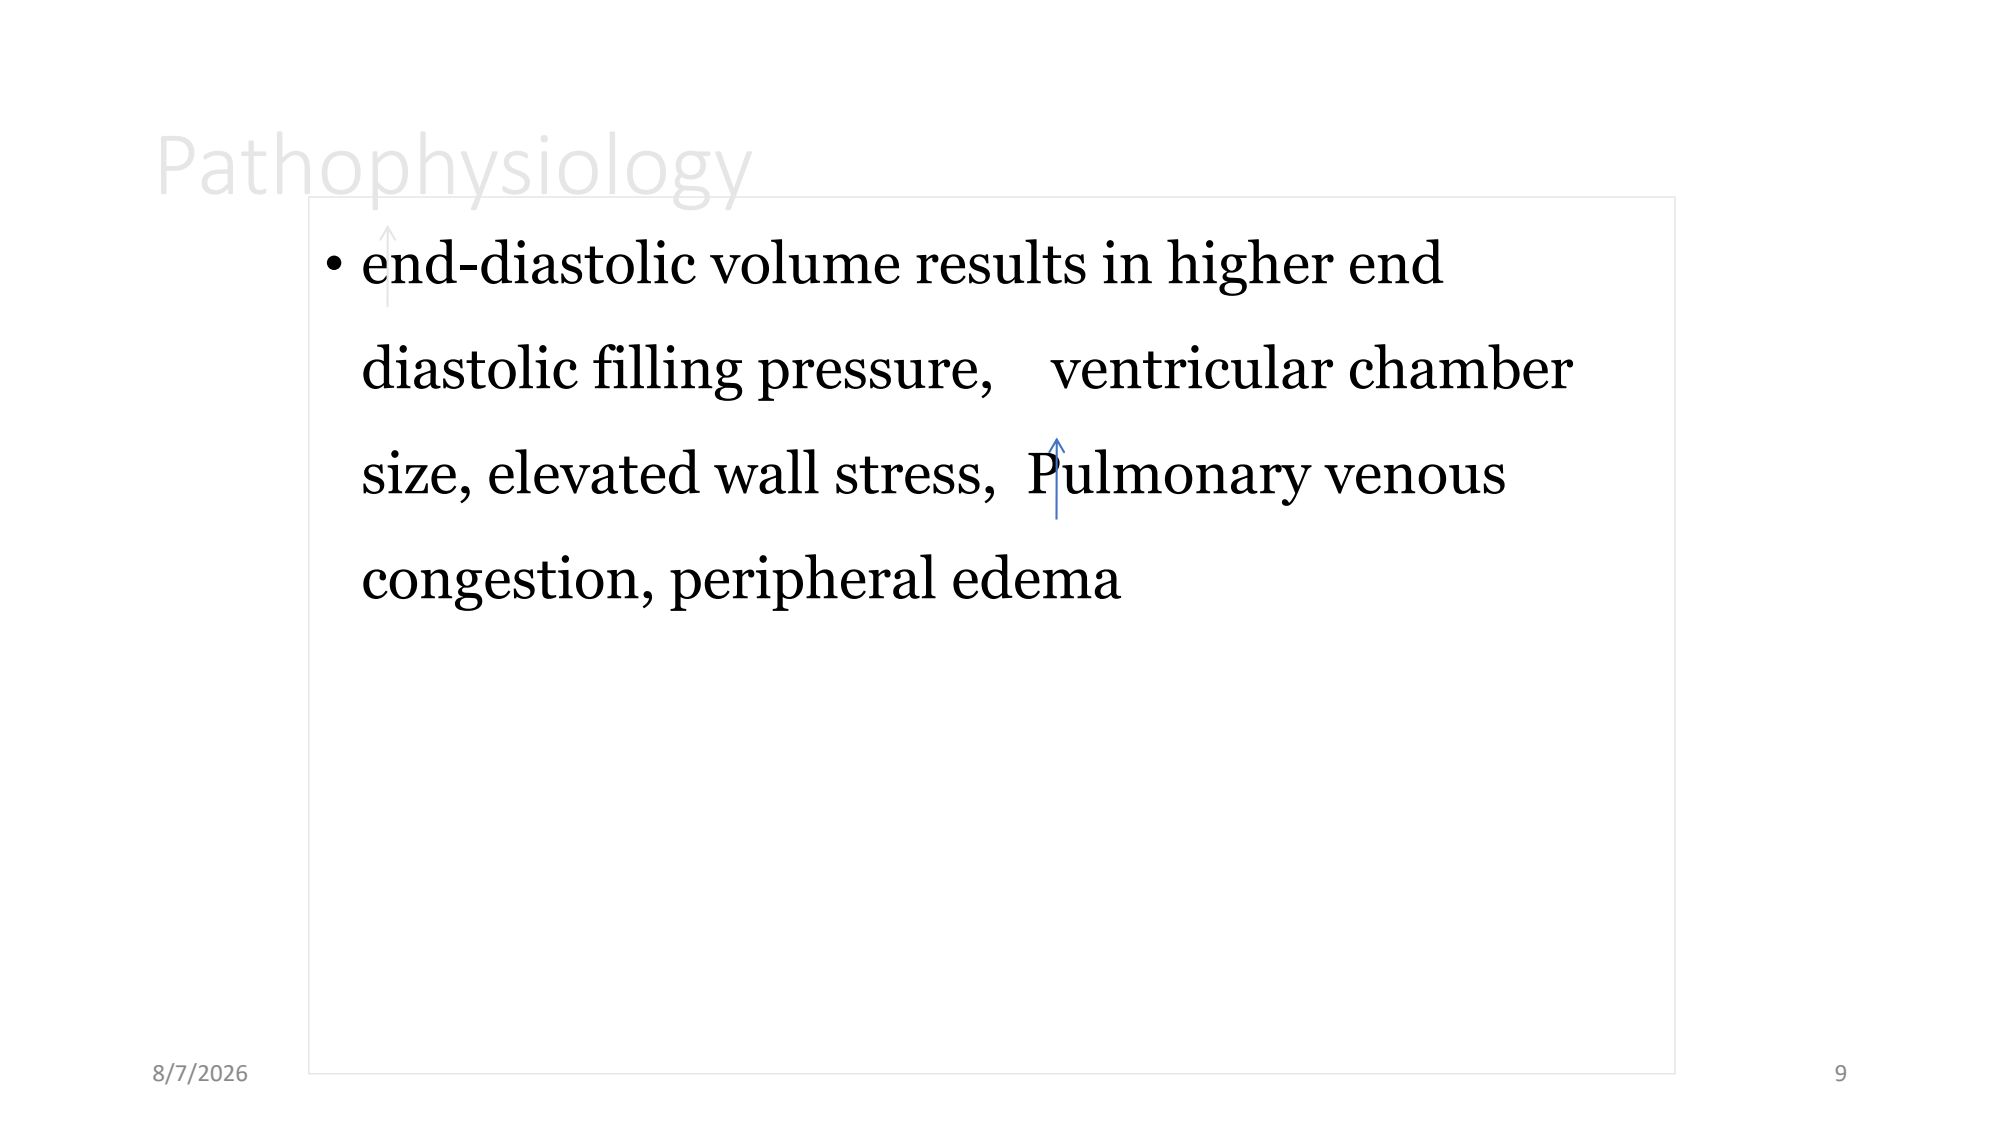 Pathophysiology
• end-diastolic volume results in higher end
diastolic filling pressure, ventricular chamber
size, elevated wall stress, Pulmonary venous
congestion, peripheral edema
8/7/2026
9